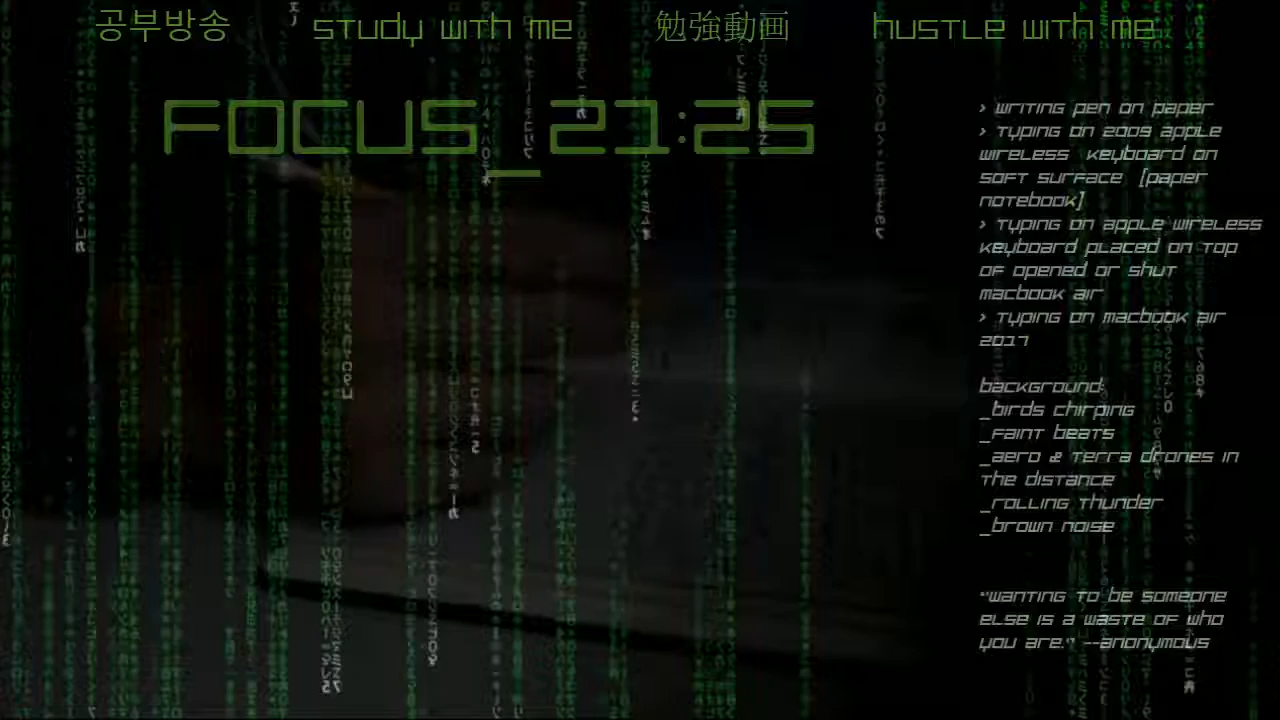 공부방송 study with me 勉強動画 hustle with me
FOCUS_21:25
> writing pen on paper
> typing on 2009 apple
wireless keyboard on
soft surface [paper
notebook]
> typing on apple wireless
keyboard placed on top
of opened or shut
macbook air
> typing on macbook air
2017
background:
_birds chirping
_faint beats
_aero & terra drones in
the distance
_rolling thunder
_brown noise
"wanting to be someone
else is a waste of who
you are." --anonymous